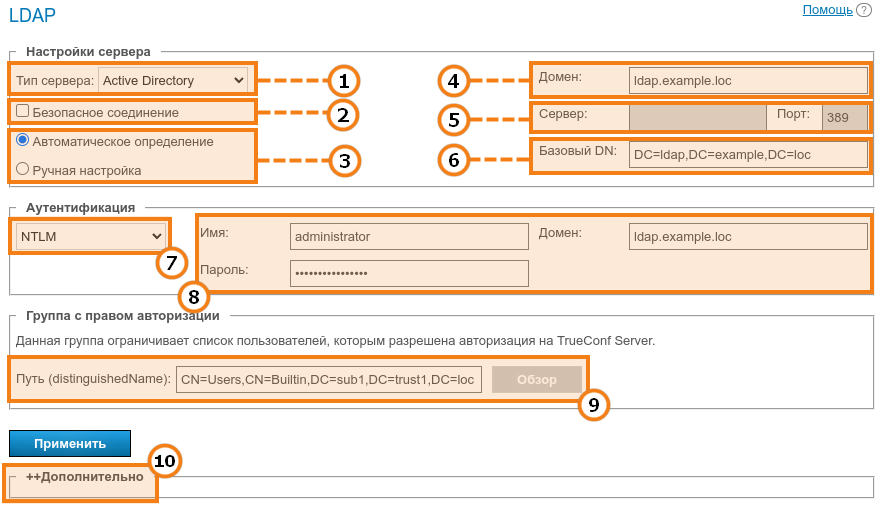 LDAP
Помощь ?
Настройки сервера
Тип сервера: Active Directory 1 4 Домен: ldap.example.loc
Безопасное соединение 2 5 Сервер: Порт: 389
Автоматическое определение
3 6 Базовый DN: DC=ldap,DC=example,DC=loc
Ручная настройка
Аутентификация
NTLM Имя: administrator Домен: ldap.example.loc
7 Пароль: ••••••••••••••••
8
Группа с правом авторизации
Данная группа ограничивает список пользователей, которым разрешена авторизация на TrueConf Server.
Путь (distinguishedName): CN=Users,CN=Builtin,DC=sub1,DC=trust1,DC=loc Обзор
9
Применить
10
++Дополнительно